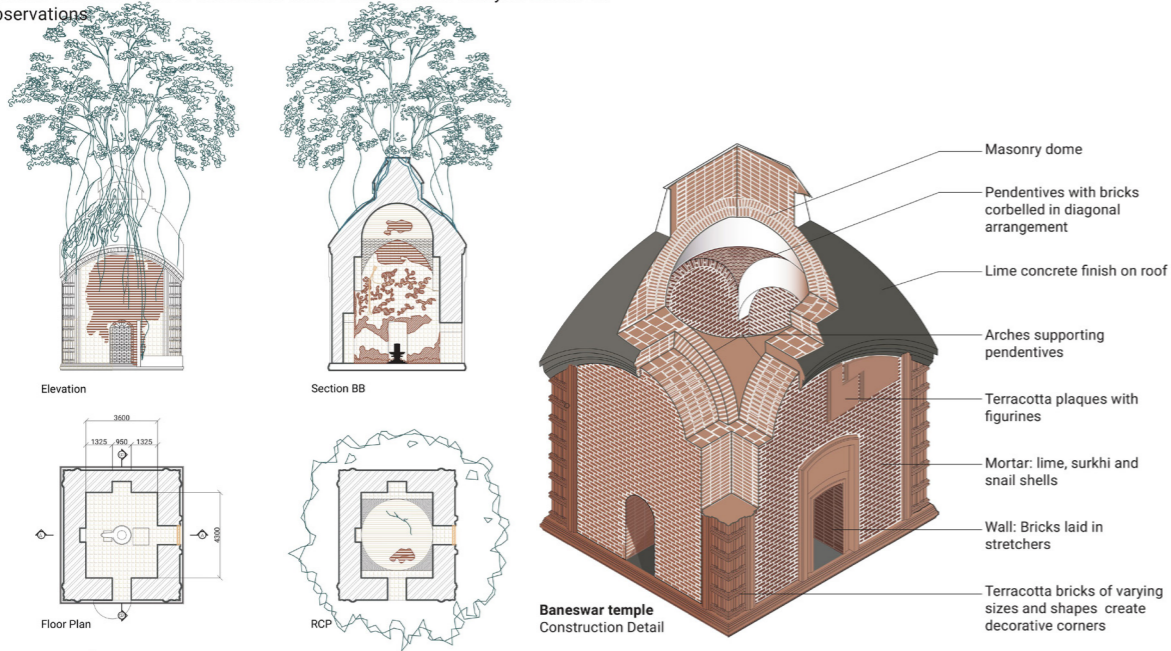 Elevation
Section BB
3600
1325 950 1325
4300
Floor Plan
RCP
Baneswar temple
Construction Detail
Masonry dome
Pendentives with bricks
corbelled in diagonal
arrangement
Lime concrete finish on roof
Arches supporting
pendentives
Terracotta plaques with
figurines
Mortar: lime, surkhi and
snail shells
Wall: Bricks laid in
stretchers
Terracotta bricks of varying
sizes and shapes create
decorative corners